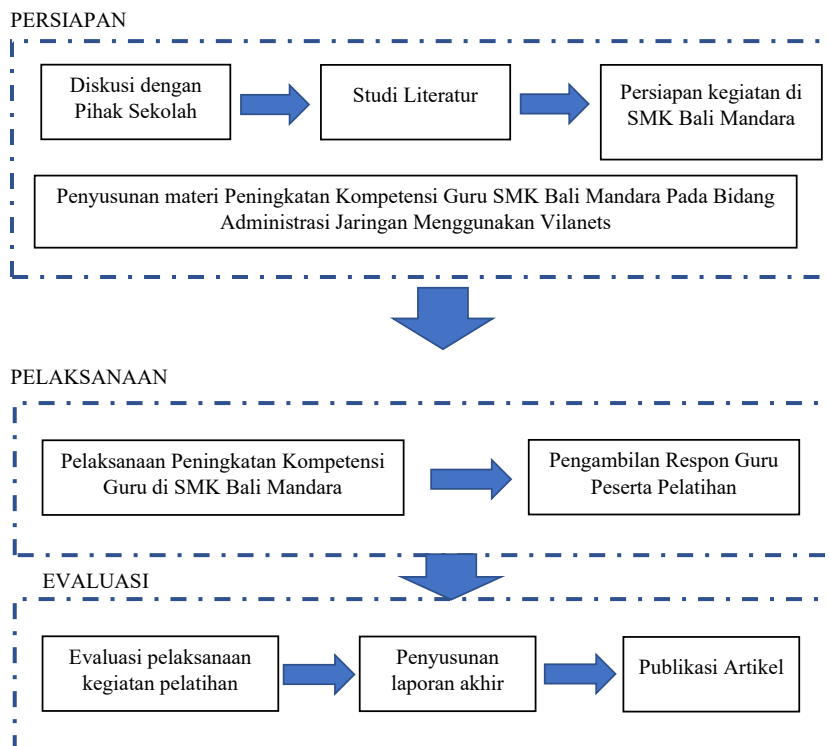 PERSIAPAN
Diskusi dengan
Pihak Sekolah
Studi Literatur
Persiapan kegiatan di
SMK Bali Mandara
Penyusunan materi Peningkatan Kompetensi Guru SMK Bali Mandara Pada Bidang
Administrasi Jaringan Menggunakan Vilanets
PELAKSANAAN
Pelaksanaan Peningkatan Kompetensi
Guru di SMK Bali Mandara
Pengambilan Respon Guru
Peserta Pelatihan
EVALUASI
Evaluasi pelaksanaan
kegiatan pelatihan
Penyusunan
laporan akhir
Publikasi Artikel